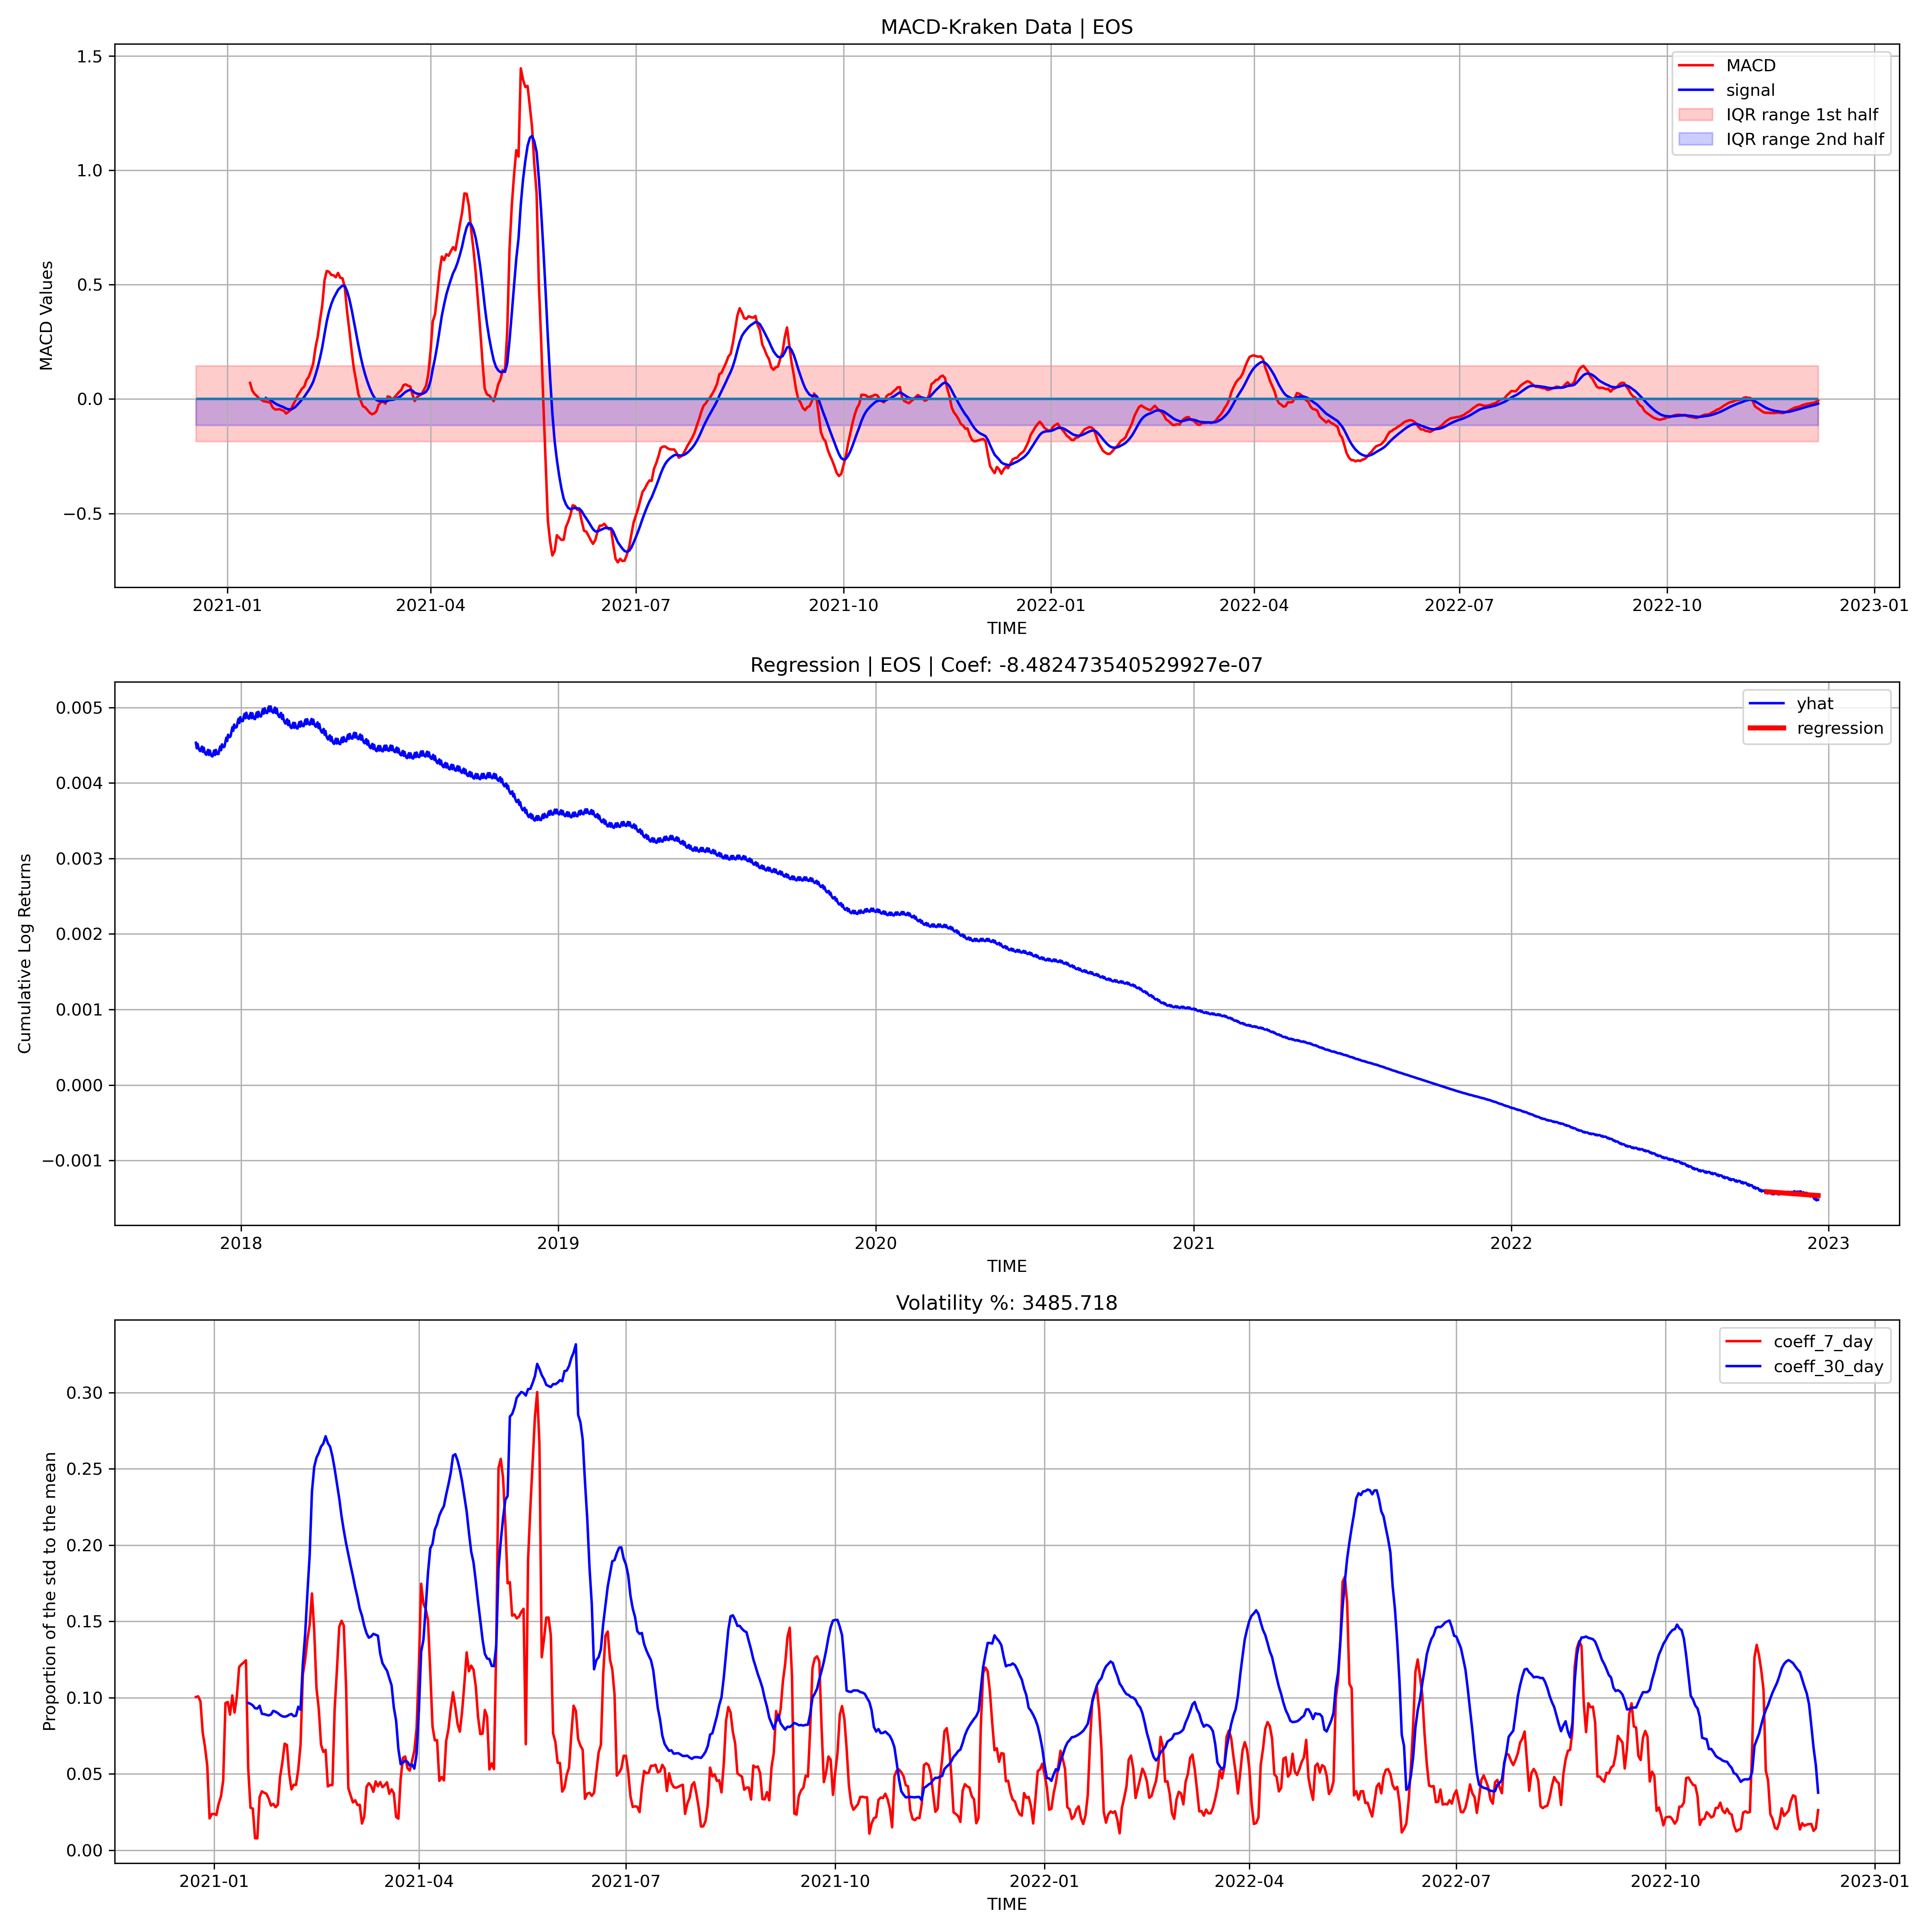 MACD-Kraken Data | EOS
MACD Values
1.5
1.0
0.5
0.0
−0.5
MACD
signal
IQR range 1st half
IQR range 2nd half
2021-01 2021-04 2021-07 2021-10 2022-01 2022-04 2022-07 2022-10 2023-01
TIME
Regression | EOS | Coef: -8.482473540529927e-07
Cumulative Log Returns
0.005
0.004
0.003
0.002
0.001
0.000
−0.001
yhat
regression
2018 2019 2020 2021 2022 2023
TIME
Volatility %: 3485.718
Proportion of the std to the mean
0.30
0.25
0.20
0.15
0.10
0.05
0.00
coeff_7_day
coeff_30_day
2021-01 2021-04 2021-07 2021-10 2022-01 2022-04 2022-07 2022-10 2023-01
TIME